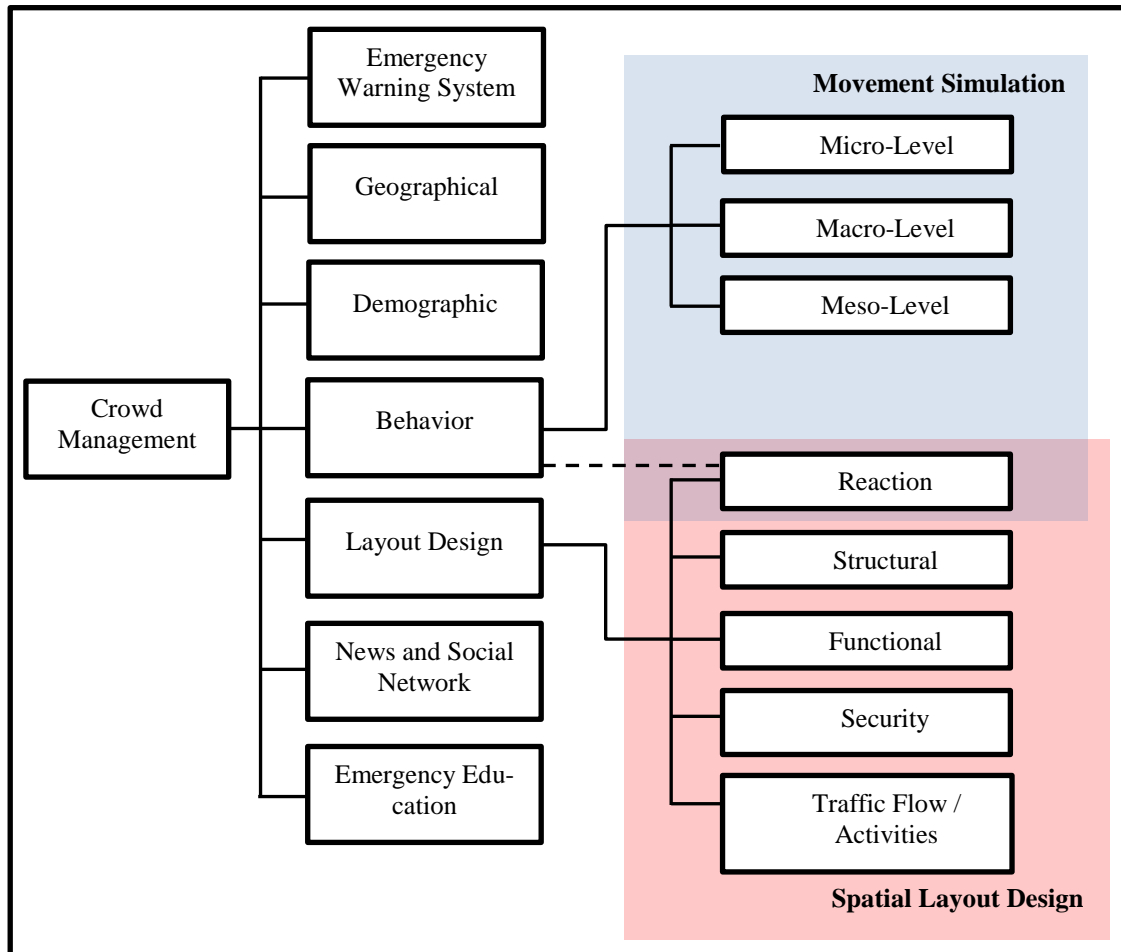 Emergency
Warning System
Geographical
Demographic
Crowd
Management
Behavior
Layout Design
News and Social
Network
Emergency Edu-
cation
Movement Simulation
Micro-Level
Macro-Level
Meso-Level
Reaction
Structural
Functional
Security
Traffic Flow /
Activities
Spatial Layout Design